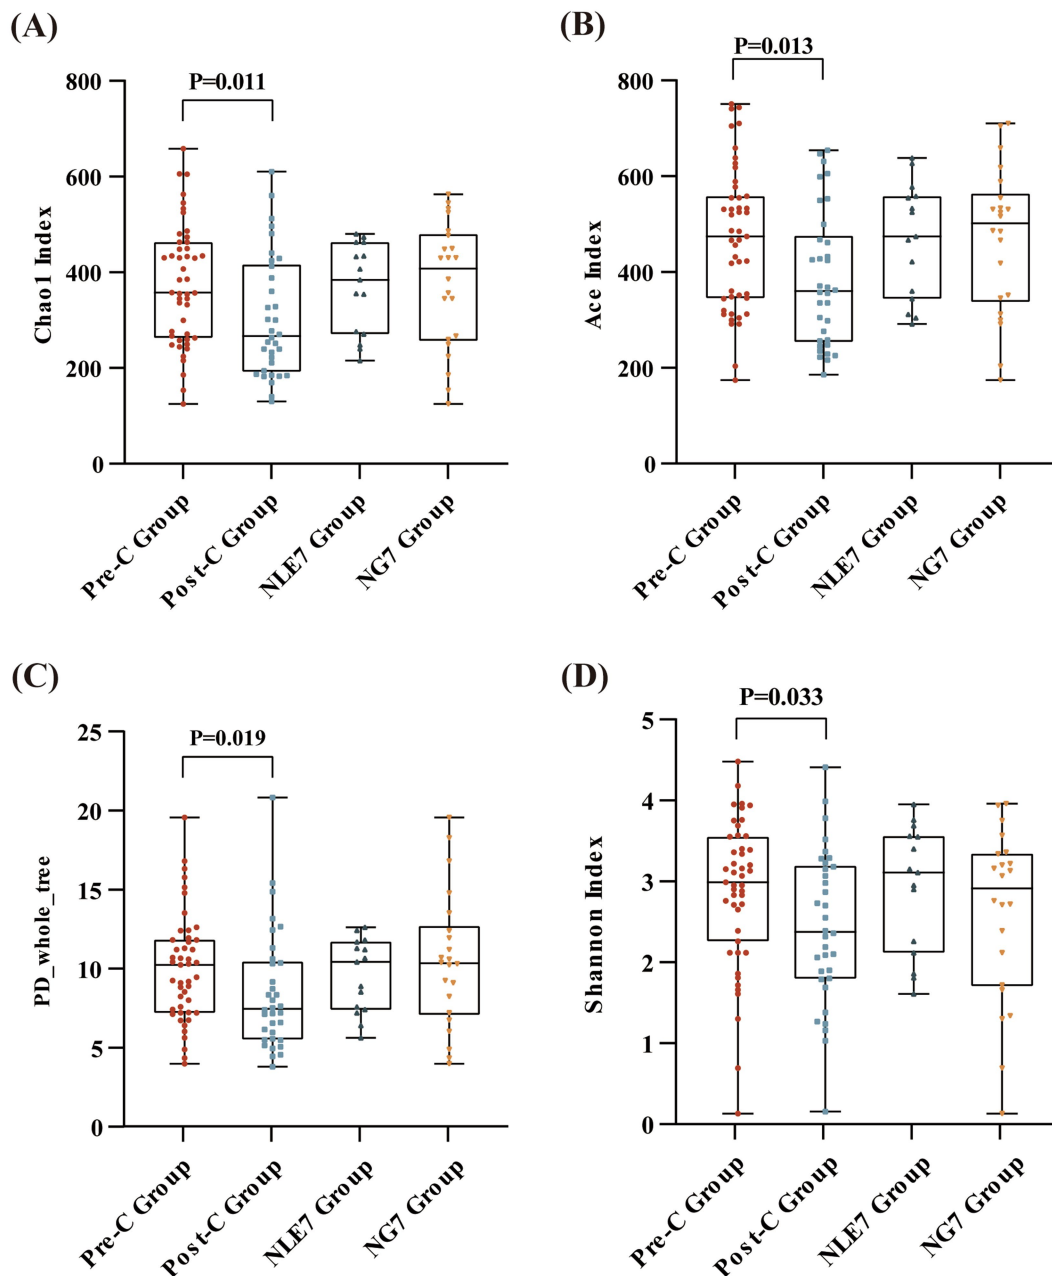 (A)
P=0.011
Chao1 Index
800
600
400
200
0
Pre-C Group
Post-C Group
NLE7 Group
NG7 Group
(B)
P=0.013
Ace Index
800
600
400
200
0
Pre-C Group
Post-C Group
NLE7 Group
NG7 Group
(C)
P=0.019
PD_whole_tree
25
20
15
10
5
0
Pre-C Group
Post-C Group
NLE7 Group
NG7 Group
(D)
P=0.033
Shannon Index
5
4
3
2
1
0
Pre-C Group
Post-C Group
NLE7 Group
NG7 Group